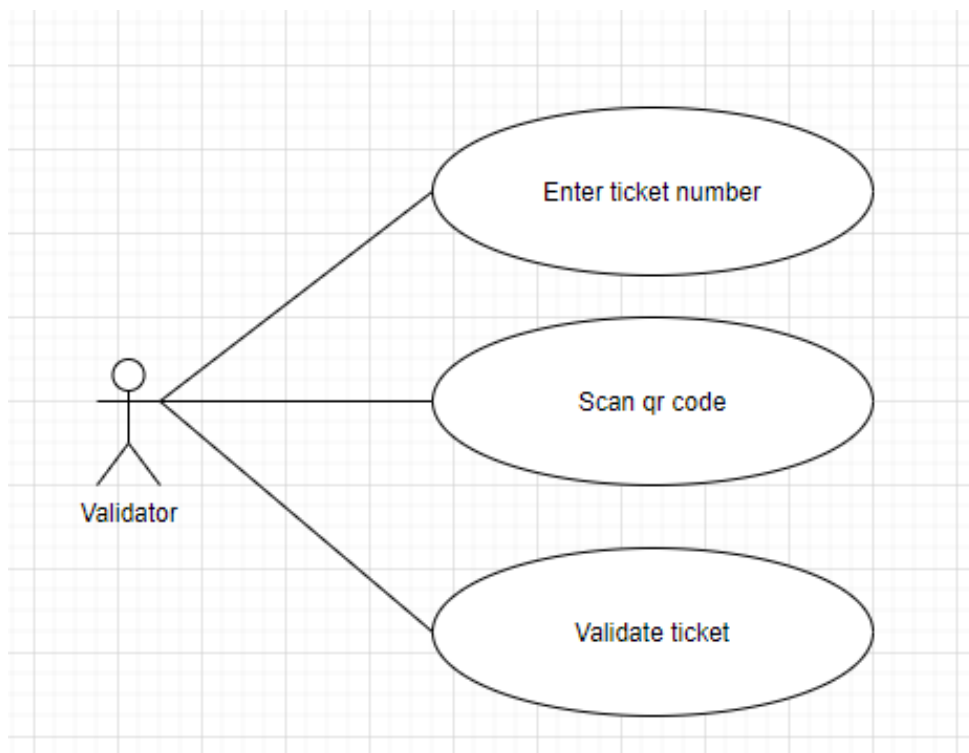 Enter ticket number
Scan qr code
Validator
Validate ticket